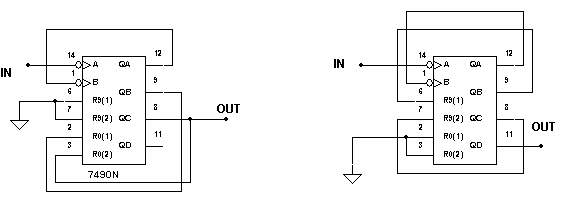 14
A
QA
12
IN
1
B
9
6
QB
R9(1)
7
8
OUT
R9(2)
QC
2
R0(1)
11
3
QD
R0(2)
7490N
14
A
QA
12
IN
1
B
9
6
QB
R9(1)
7
8
R9(2)
QC
2
11
OUT
R0(1)
3
QD
R0(2)